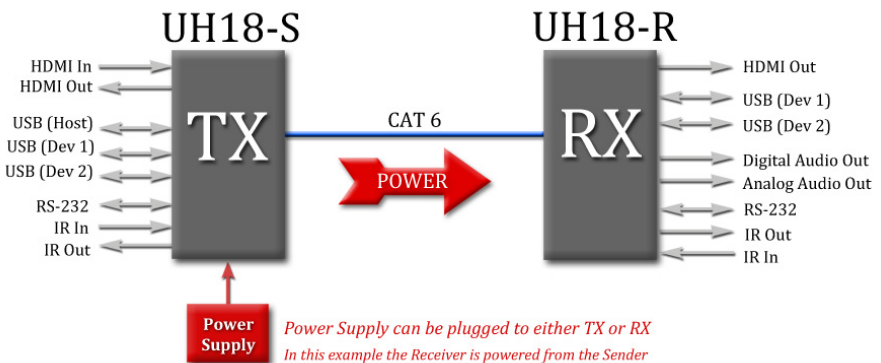 UH18-S
UH18-R
HDMI In
HDMI Out
USB (Host)
USB (Dev 1)
USB (Dev 2)
RS-232
IR In
IR Out
TX
CAT 6
POWER
RX
HDMI Out
USB (Dev 1)
USB (Dev 2)
Digital Audio Out
Analog Audio Out
RS-232
IR Out
IR In
Power
Supply
Power Supply can be plugged to either TX or RX
In this example the Receiver is powered from the Sender